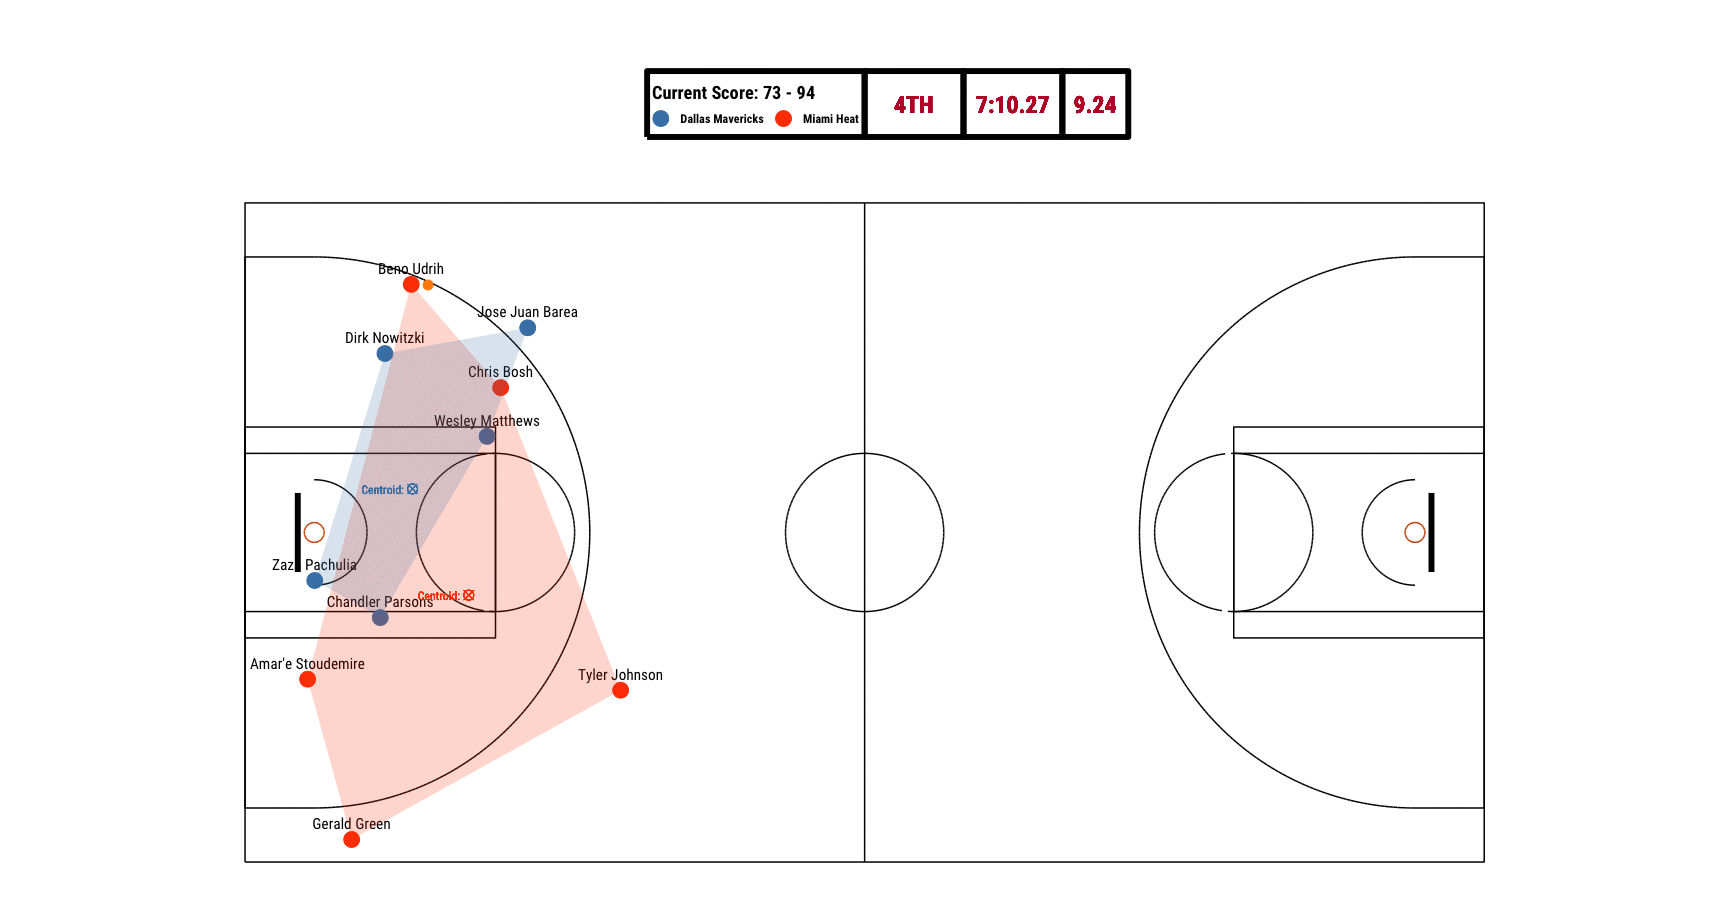 Current Score: 73 - 94
Dallas Mavericks Miami Heat
4TH
7:10.27
9.24
Beno Udrih
Jose Juan Barea
Dirk Nowitzki
Chris Bosh
Wesley Matthews
Centroid:
Zaza Pachulia
Centroid:
Chandler Parsons
Amar'e Stoudemire
Tyler Johnson
Gerald Green